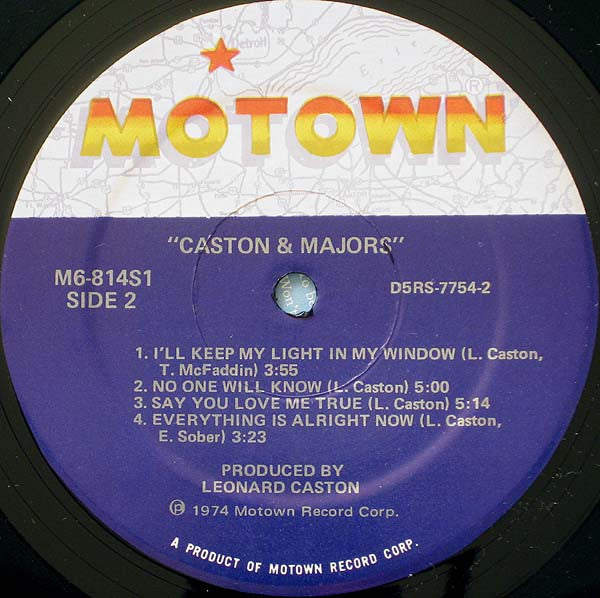 Detroit
MOTOWN®
"CASTON & MAJORS"
M6-814S1
SIDE 2
D5RS-7754-2
1. I'LL KEEP MY LIGHT IN MY WINDOW (L. Caston,
T. McFaddin) 3:55
2. NO ONE WILL KNOW (L. Caston) 5:00
3. SAY YOU LOVE ME TRUE (L. Caston) 5:14
4. EVERYTHING IS ALRIGHT NOW (L. Caston,
E. Sober) 3:23
PRODUCED BY
LEONARD CASTON
℗ 1974 Motown Record Corp.
A PRODUCT OF MOTOWN RECORD CORP.